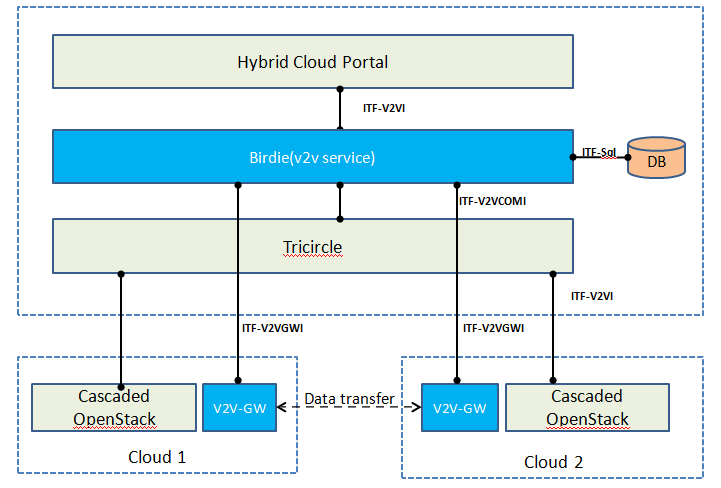 Hybrid Cloud Portal
ITF-V2VI
Birdie(v2v service)
ITF-Sql
DB
ITF-V2VCOMI
Tricircle
ITF-V2VI
ITF-V2VGWI
ITF-V2VGWI
Cascaded
OpenStack
V2V-GW
Data transfer
V2V-GW
Cascaded
OpenStack
Cloud 1
Cloud 2